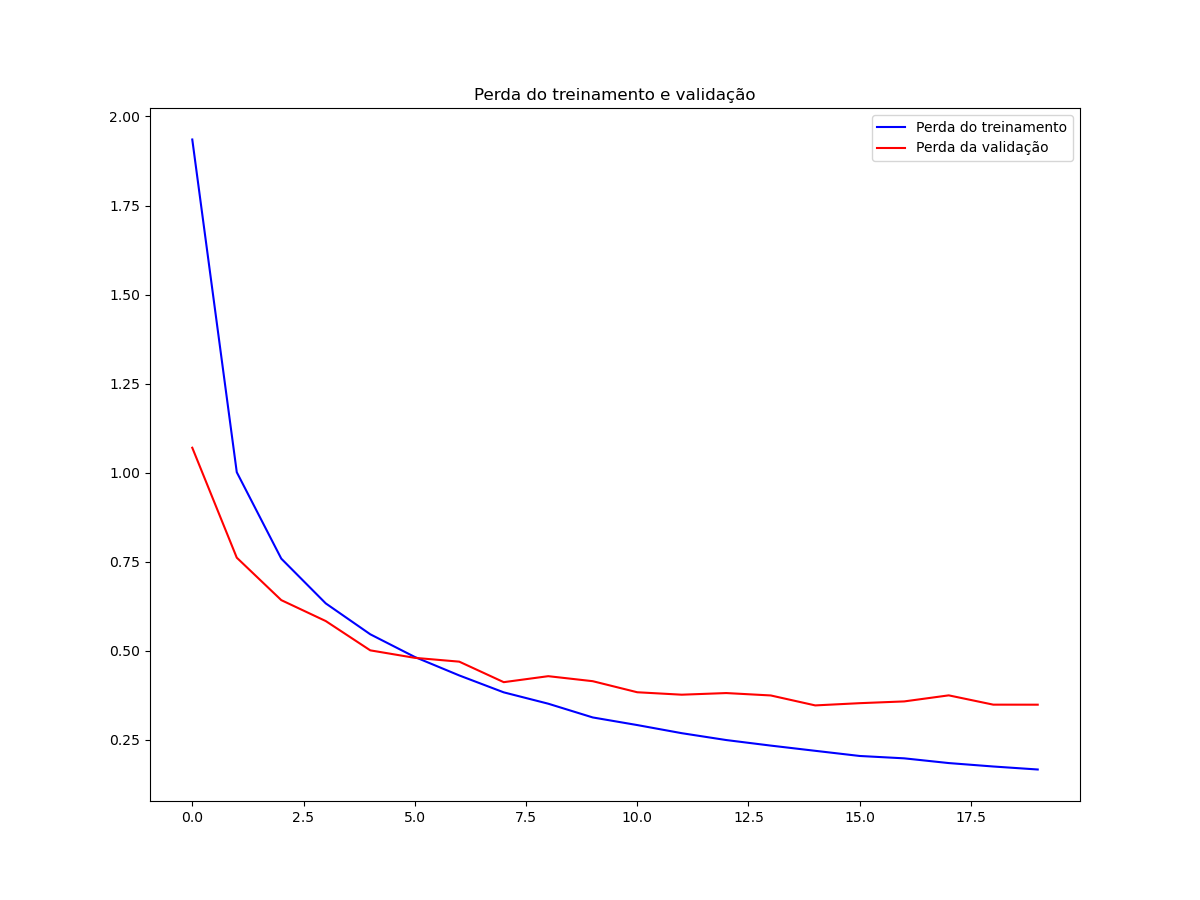 Perda do treinamento e validação
Perda do treinamento
Perda da validação
2.00
1.75
1.50
1.25
1.00
0.75
0.50
0.25
0.0 2.5 5.0 7.5 10.0 12.5 15.0 17.5